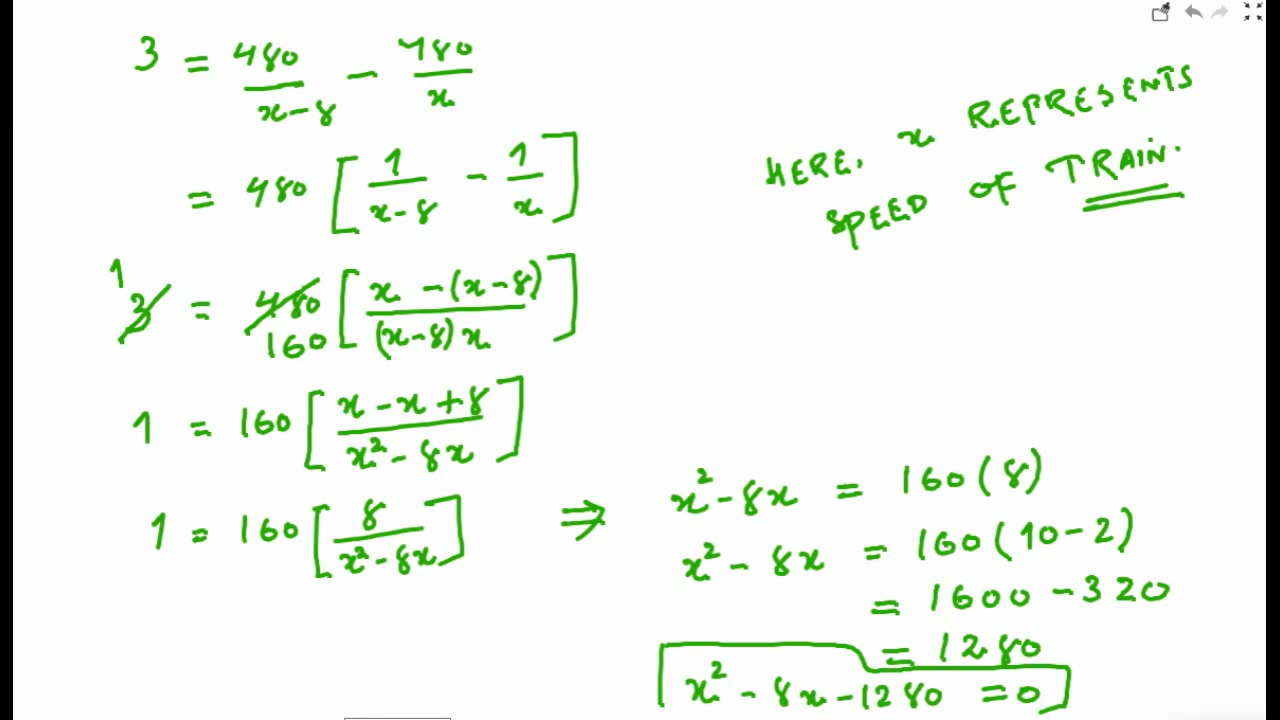 3 = 480/(x-8) - 480/x
= 480 [1/(x-8) - 1/x]
1 3 = 480 160 [(x - (x-8))/((x-8)x)]
1 = 160 [(x - x + 8)/(x² - 8x)]
1 = 160 [8/(x² - 8x)] ⇒
HERE, x REPRESENTS
SPEED OF TRAIN.
x² - 8x = 160(8)
x² - 8x = 160(10-2)
= 1600 - 320
= 1280
x² - 8x - 1280 = 0